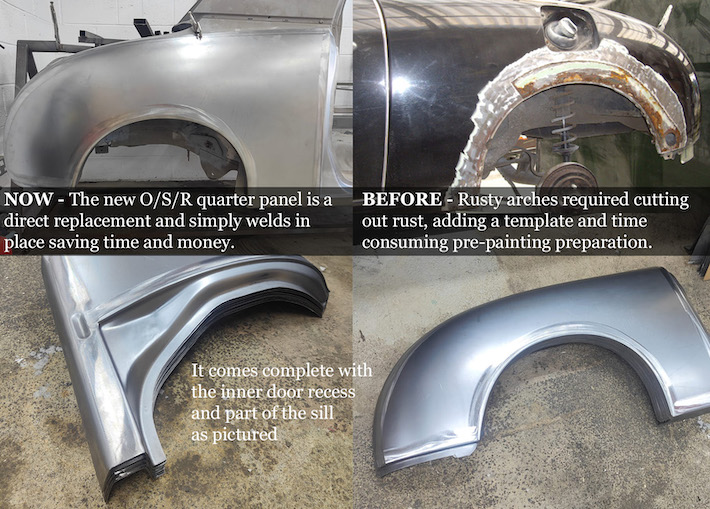 NOW - The new O/S/R quarter panel is a
direct replacement and simply welds in
place saving time and money.
BEFORE - Rusty arches required cutting
out rust, adding a template and time
consuming pre-painting preparation.
It comes complete with
the inner door recess
and part of the sill
as pictured